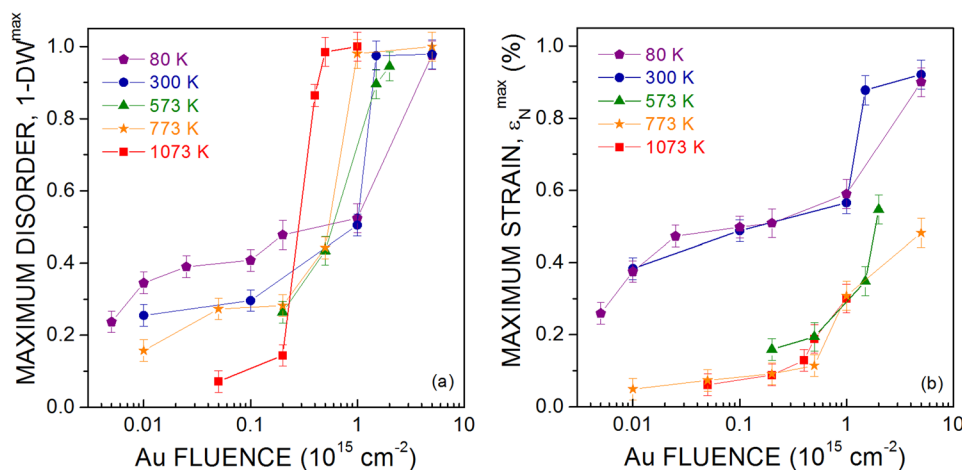 MAXIMUM DISORDER, 1-DW^max
1.0
0.8
0.6
0.4
0.2
0.0
80 K
300 K
573 K
773 K
1073 K
(a)
0.01 0.1 1 10
Au FLUENCE (10^15 cm^-2)
MAXIMUM STRAIN, ε_N^max (%)
1.0
0.8
0.6
0.4
0.2
0.0
80 K
300 K
573 K
773 K
1073 K
(b)
0.01 0.1 1 10
Au FLUENCE (10^15 cm^-2)